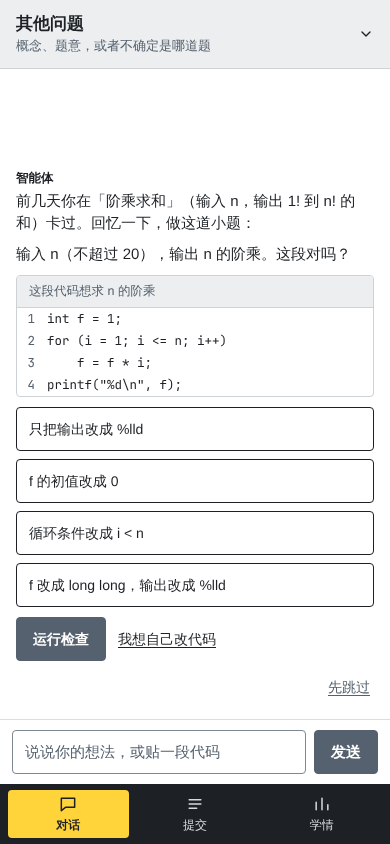 其他问题
概念、题意，或者不确定是哪道题
智能体
前几天你在「阶乘求和」（输入 n，输出 1! 到 n! 的
和）卡过。回忆一下，做这道小题：
输入 n（不超过 20），输出 n 的阶乘。这段对吗？
这段代码想求 n 的阶乘
1 int f = 1;
2 for (i = 1; i <= n; i++)
3     f = f * i;
4 printf("%d\n", f);
只把输出改成 %lld
f 的初值改成 0
循环条件改成 i < n
f 改成 long long，输出改成 %lld
运行检查 我想自己改代码
先跳过
说说你的想法，或贴一段代码 发送
对话 提交 学情